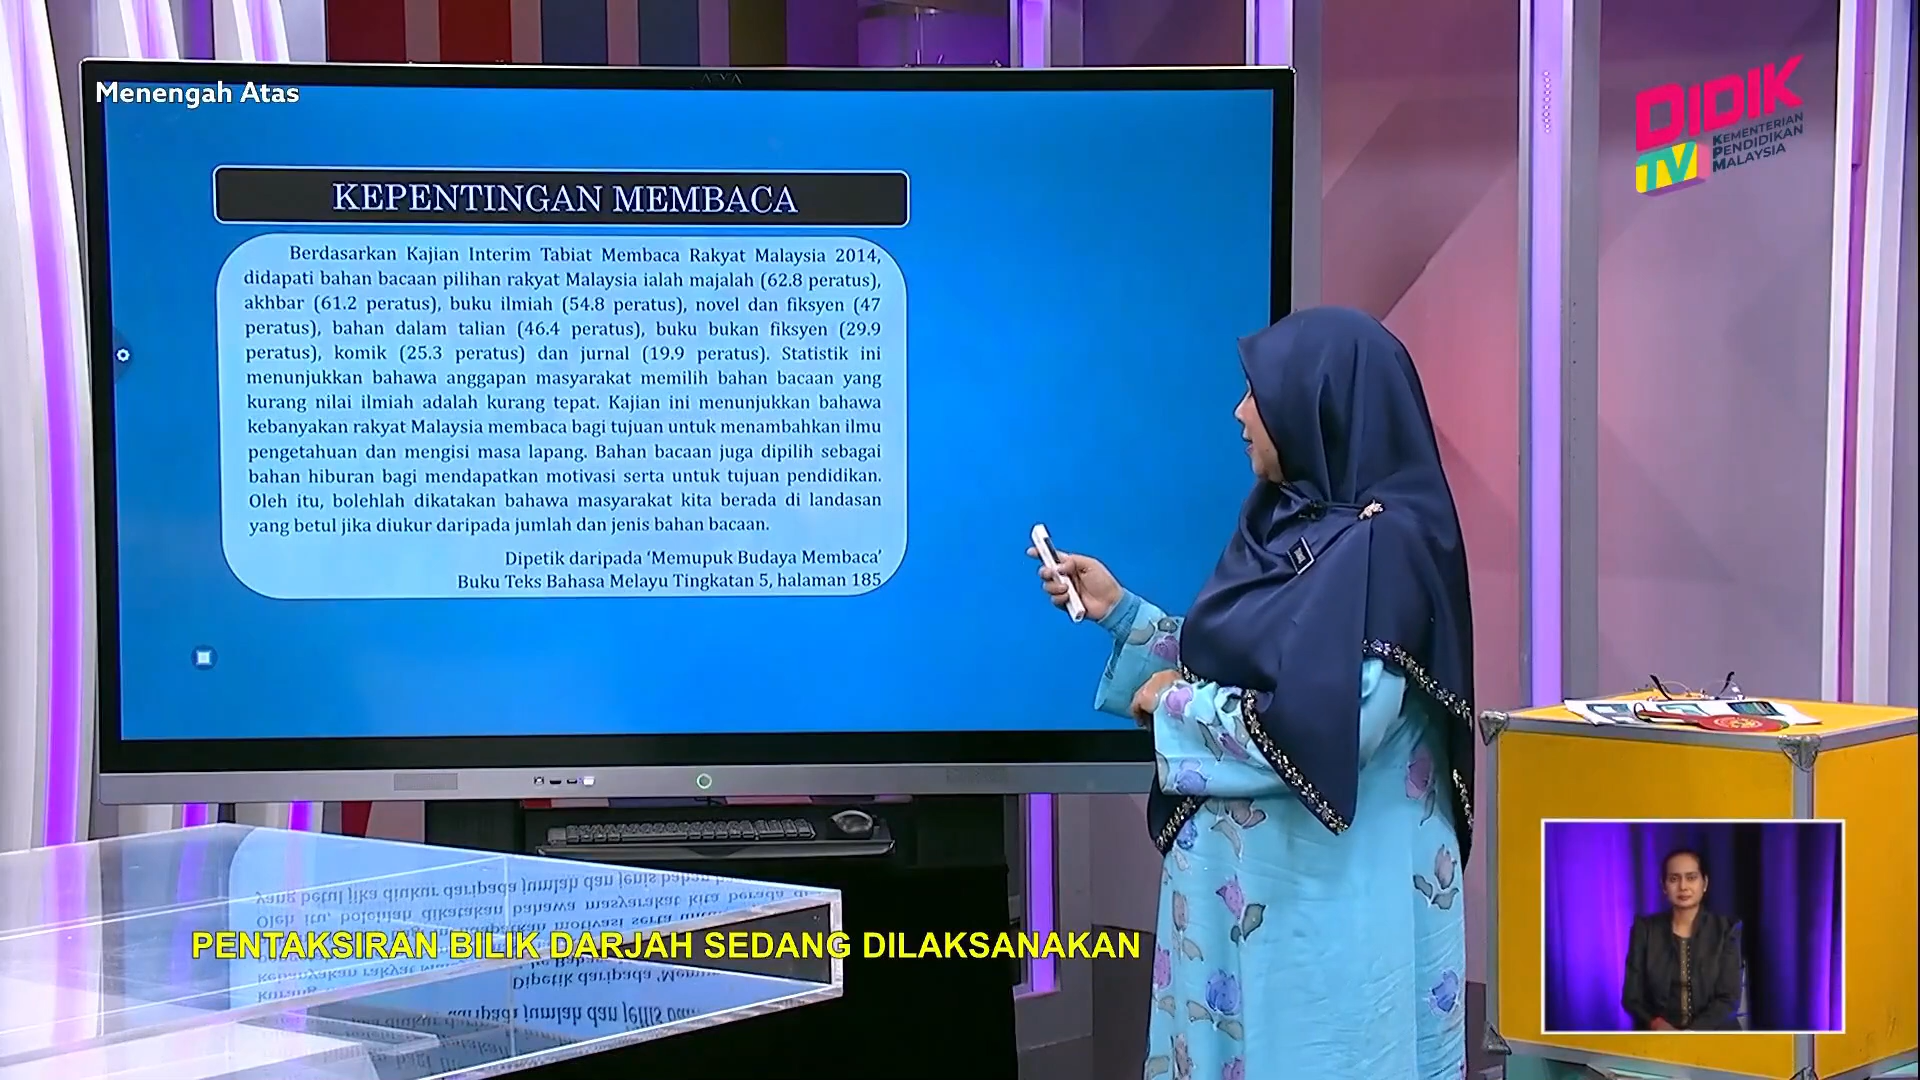 Menengah Atas
DIDIK
TV
KEMENTERIAN
PENDIDIKAN
MALAYSIA
KEPENTINGAN MEMBACA
Berdasarkan Kajian Interim Tabiat Membaca Rakyat Malaysia 2014,
didapati bahan bacaan pilihan rakyat Malaysia ialah majalah (62.8 peratus),
akhbar (61.2 peratus), buku ilmiah (54.8 peratus), novel dan fiksyen (47
peratus), bahan dalam talian (46.4 peratus), buku bukan fiksyen (29.9
peratus), komik (25.3 peratus) dan jurnal (19.9 peratus). Statistik ini
menunjukkan bahawa anggapan masyarakat memilih bahan bacaan yang
kurang nilai ilmiah adalah kurang tepat. Kajian ini menunjukkan bahawa
kebanyakan rakyat Malaysia membaca bagi tujuan untuk menambahkan ilmu
pengetahuan dan mengisi masa lapang. Bahan bacaan juga dipilih sebagai
bahan hiburan bagi mendapatkan motivasi serta untuk tujuan pendidikan.
Oleh itu, bolehlah dikatakan bahawa masyarakat kita berada di landasan
yang betul jika diukur daripada jumlah dan jenis bahan bacaan.
Dipetik daripada ‘Memupuk Budaya Membaca’
Buku Teks Bahasa Melayu Tingkatan 5, halaman 185
PENTAKSIRAN BILIK DARJAH SEDANG DILAKSANAKAN